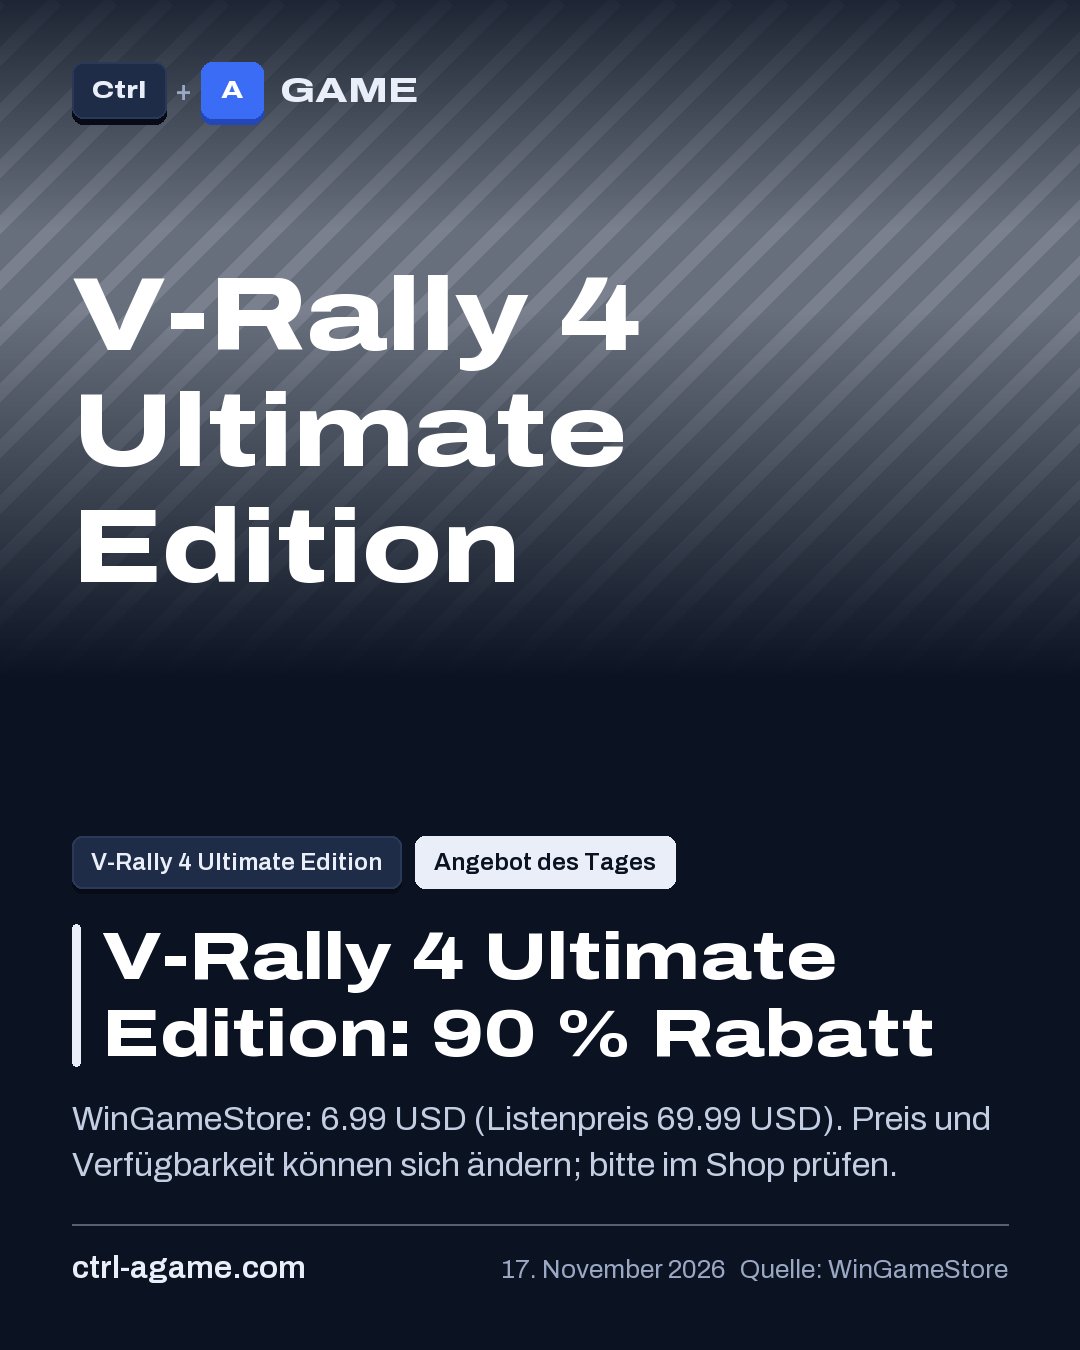 Ctrl + A GAME
V-Rally 4
Ultimate
Edition
V-Rally 4 Ultimate Edition Angebot des Tages
V-Rally 4 Ultimate
Edition: 90 % Rabatt
WinGameStore: 6.99 USD (Listenpreis 69.99 USD). Preis und
Verfügbarkeit können sich ändern; bitte im Shop prüfen.
ctrl-agame.com 17. November 2026 Quelle: WinGameStore